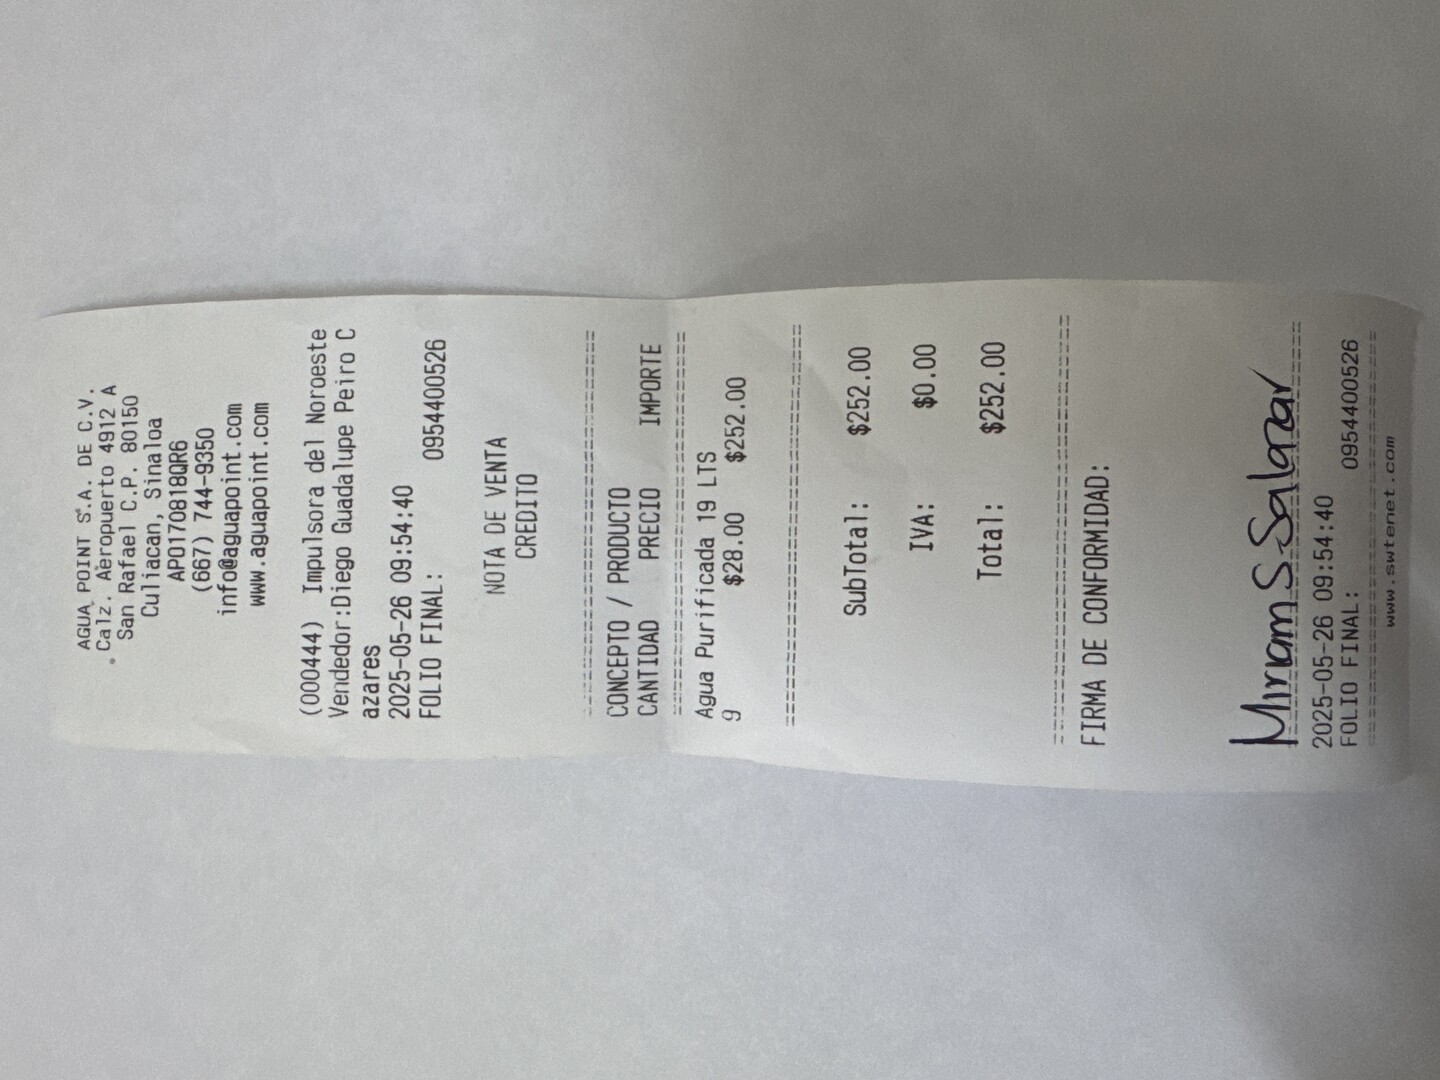 AGUA POINT S.A. DE C.V.
Calz. Aeropuerto 4912 A
San Rafael C.P. 80150
Culiacan, Sinaloa
APO170818QR6
(667) 744-9350
info@aguapoint.com
www.aguapoint.com
(000444) Impulsora del Noroeste
Vendedor:Diego Guadalupe Peiro C
azares
2025-05-26 09:54:40
FOLIO FINAL: 0954400526
NOTA DE VENTA
CREDITO
CONCEPTO / PRODUCTO
CANTIDAD PRECIO IMPORTE
Agua Purificada 19 LTS
9 $28.00 $252.00
SubTotal: $252.00
IVA: $0.00
Total: $252.00
FIRMA DE CONFORMIDAD:
Miriam S. Salazar
2025-05-26 09:54:40
FOLIO FINAL: 0954400526
www.swtenet.com